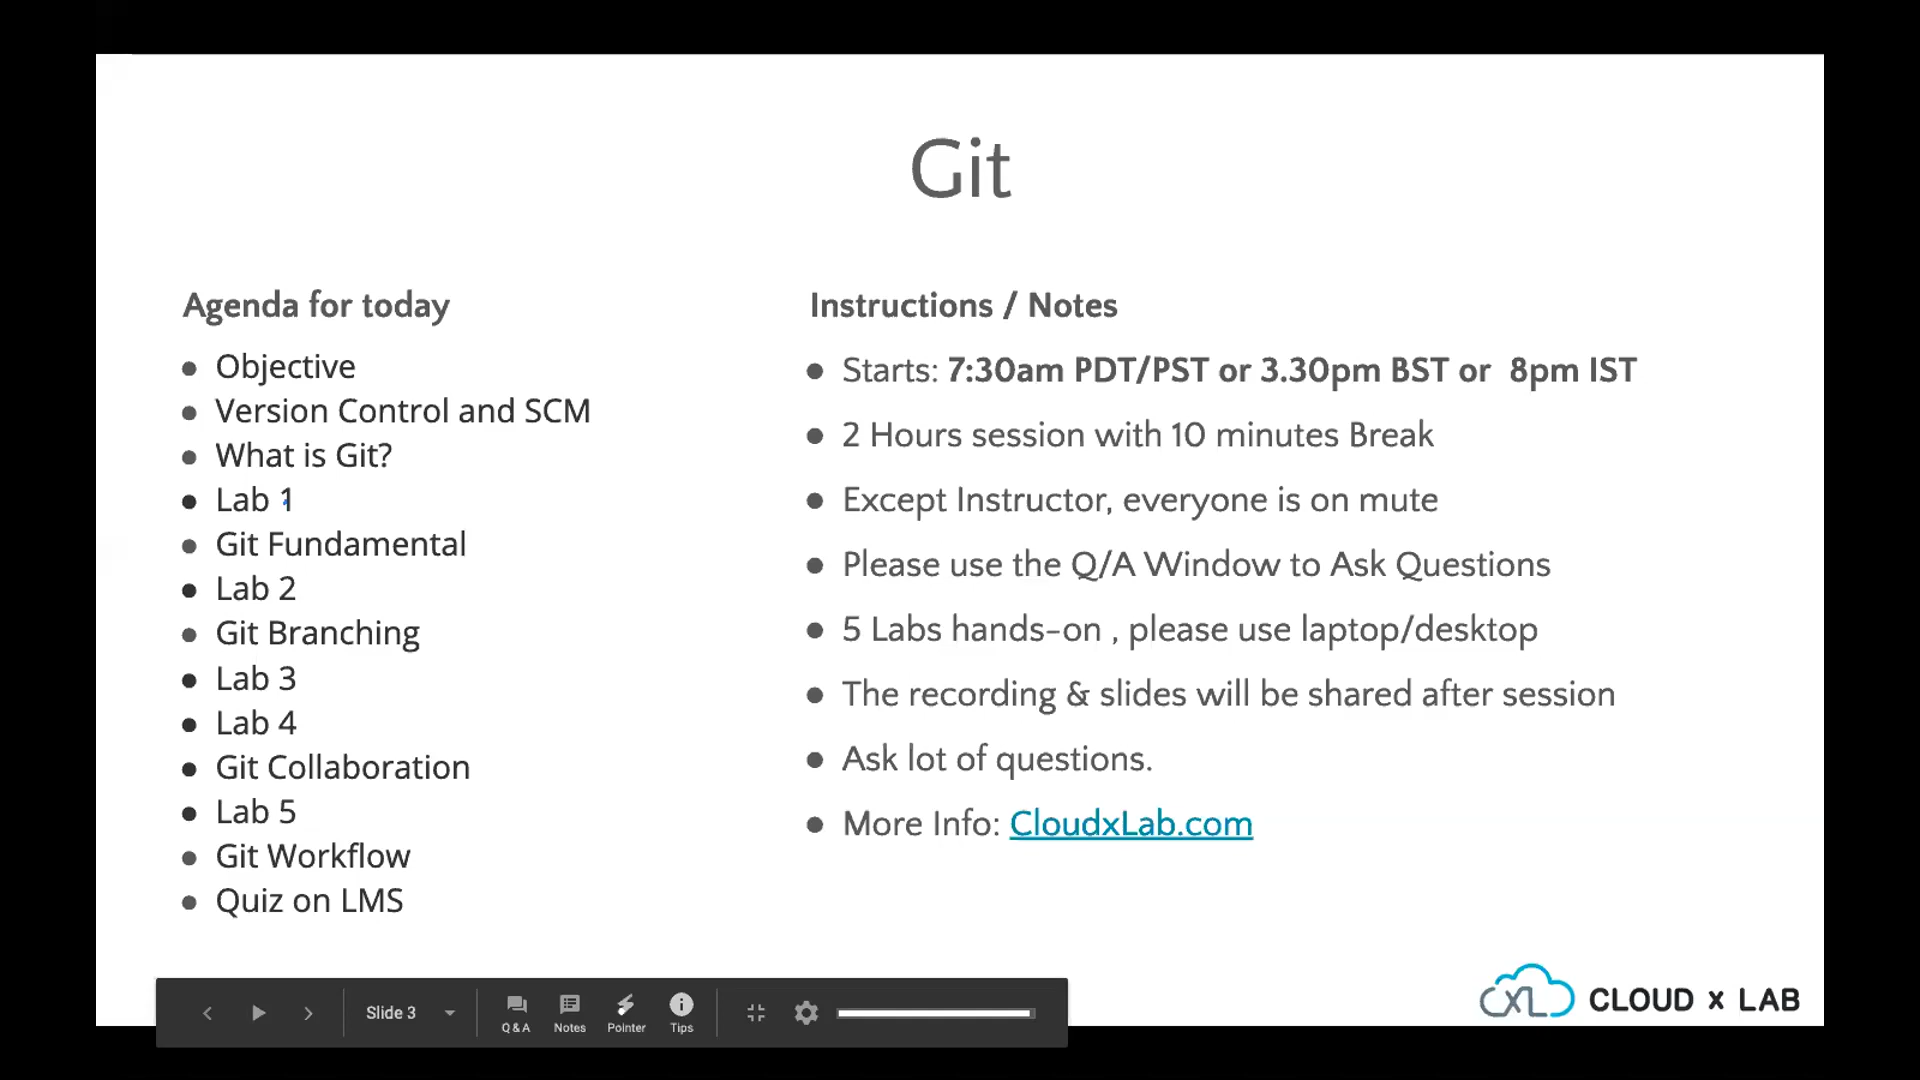 Git
Agenda for today
Objective
Version Control and SCM
What is Git?
Lab 1
Git Fundamental
Lab 2
Git Branching
Lab 3
Lab 4
Git Collaboration
Lab 5
Git Workflow
Quiz on LMS
Instructions / Notes
Starts: 7:30am PDT/PST or 3.30pm BST or 8pm IST
2 Hours session with 10 minutes Break
Except Instructor, everyone is on mute
Please use the Q/A Window to Ask Questions
5 Labs hands-on , please use laptop/desktop
The recording & slides will be shared after session
Ask lot of questions.
More Info: CloudxLab.com
Slide 3
Q&A
Notes
Pointer
Tips
CXL CLOUD x LAB